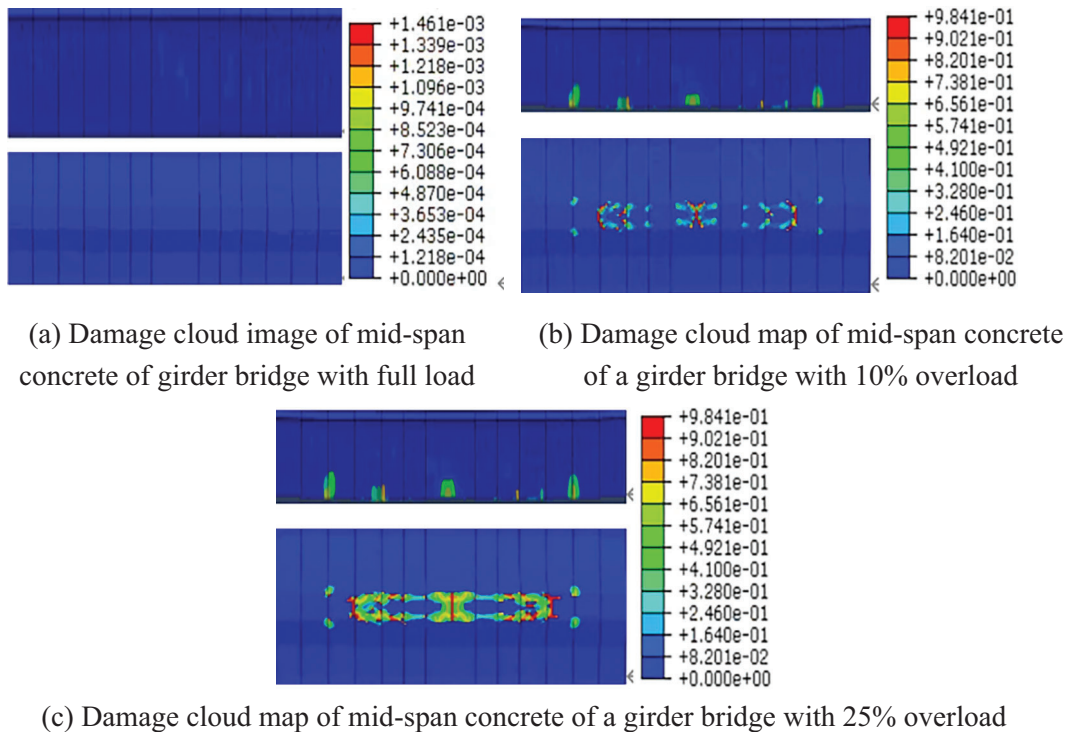 +1.461e-03
+1.339e-03
+1.218e-03
+1.096e-03
+9.741e-04
+8.523e-04
+7.306e-04
+6.088e-04
+4.870e-04
+3.653e-04
+2.435e-04
+1.218e-04
+0.000e+00
(a) Damage cloud image of mid-span
concrete of girder bridge with full load
+9.841e-01
+9.021e-01
+8.201e-01
+7.381e-01
+6.561e-01
+5.741e-01
+4.921e-01
+4.100e-01
+3.280e-01
+2.460e-01
+1.640e-01
+8.201e-02
+0.000e+00
(b) Damage cloud map of mid-span concrete
of a girder bridge with 10% overload
+9.841e-01
+9.021e-01
+8.201e-01
+7.381e-01
+6.561e-01
+5.741e-01
+4.921e-01
+4.100e-01
+3.280e-01
+2.460e-01
+1.640e-01
+8.201e-02
+0.000e+00
(c) Damage cloud map of mid-span concrete of a girder bridge with 25% overload